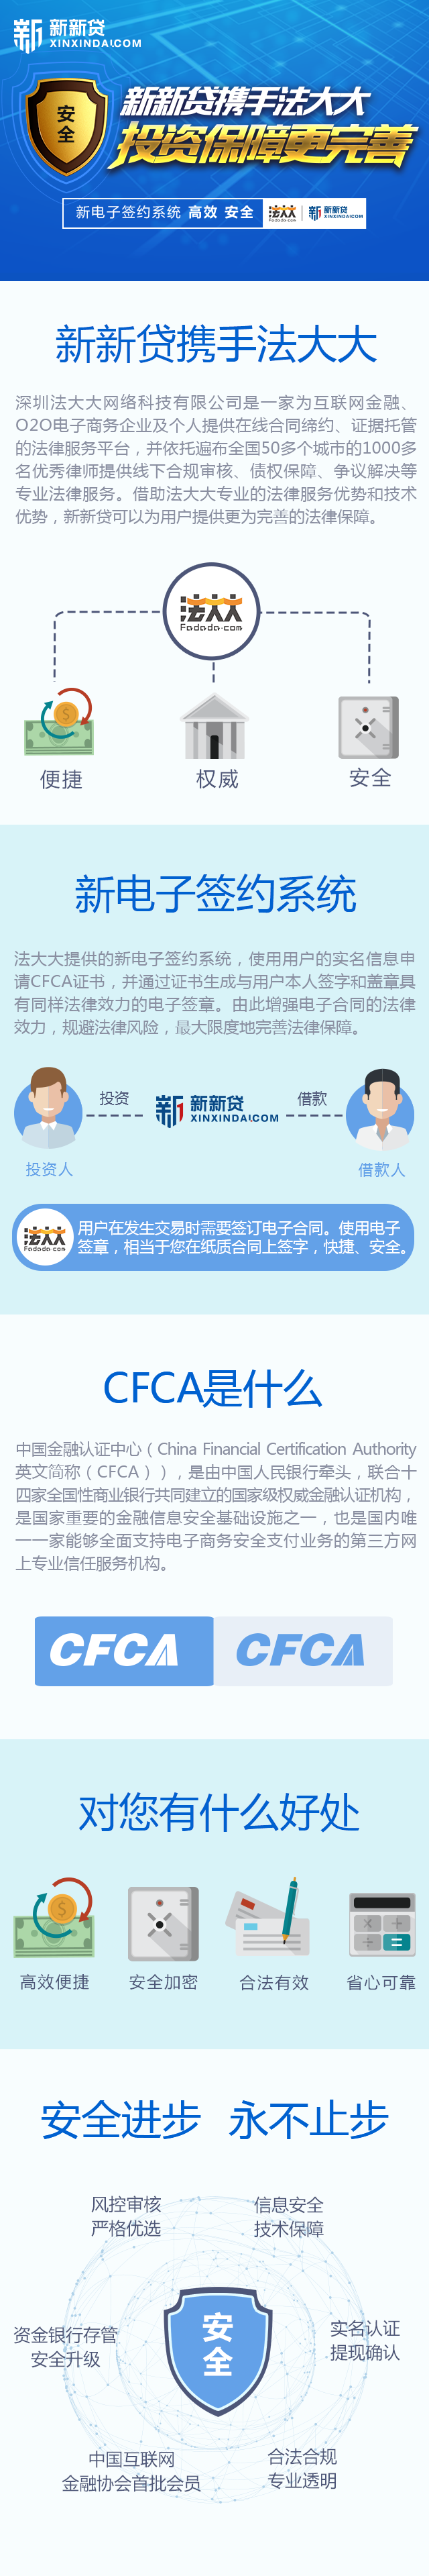 新新贷
XINXINDAI.COM
安全
新新贷携手法大大
投资保障更完善
新电子签约系统 高效 安全
法大大
Fadada.com
新新贷
XINXINDAI.COM
新新贷携手法大大
深圳法大大网络科技有限公司是一家为互联网金融、
O2O电子商务企业及个人提供在线合同缔约、证据托管
的法律服务平台，并依托遍布全国50多个城市的1000多
名优秀律师提供线下合规审核、债权保障、争议解决等
专业法律服务。借助法大大专业的法律服务优势和技术
优势，新新贷可以为用户提供更为完善的法律保障。
法大大
Fadada.com
便捷
权威
安全
新电子签约系统
法大大提供的新电子签约系统，使用用户的实名信息申
请CFCA证书，并通过证书生成与用户本人签字和盖章具
有同样法律效力的电子签章。由此增强电子合同的法律
效力，规避法律风险，最大限度地完善法律保障。
投资
新新贷
XINXINDAI.COM
借款
投资人
借款人
法大大
Fadada.com
用户在发生交易时需要签订电子合同。使用电子
签章，相当于您在纸质合同上签字，快捷、安全。
CFCA是什么
中国金融认证中心（China Financial Certification Authority
英文简称（CFCA）），是由中国人民银行牵头，联合十
四家全国性商业银行共同建立的国家级权威金融认证机构，
是国家重要的金融信息安全基础设施之一，也是国内唯
一一家能够全面支持电子商务安全支付业务的第三方网
上专业信任服务机构。
CFCA
CFCA
对您有什么好处
高效便捷
安全加密
合法有效
省心可靠
安全进步 永不止步
风控审核
严格优选
信息安全
技术保障
安全
资金银行存管
安全升级
实名认证
提现确认
中国互联网
金融协会首批会员
合法合规
专业透明